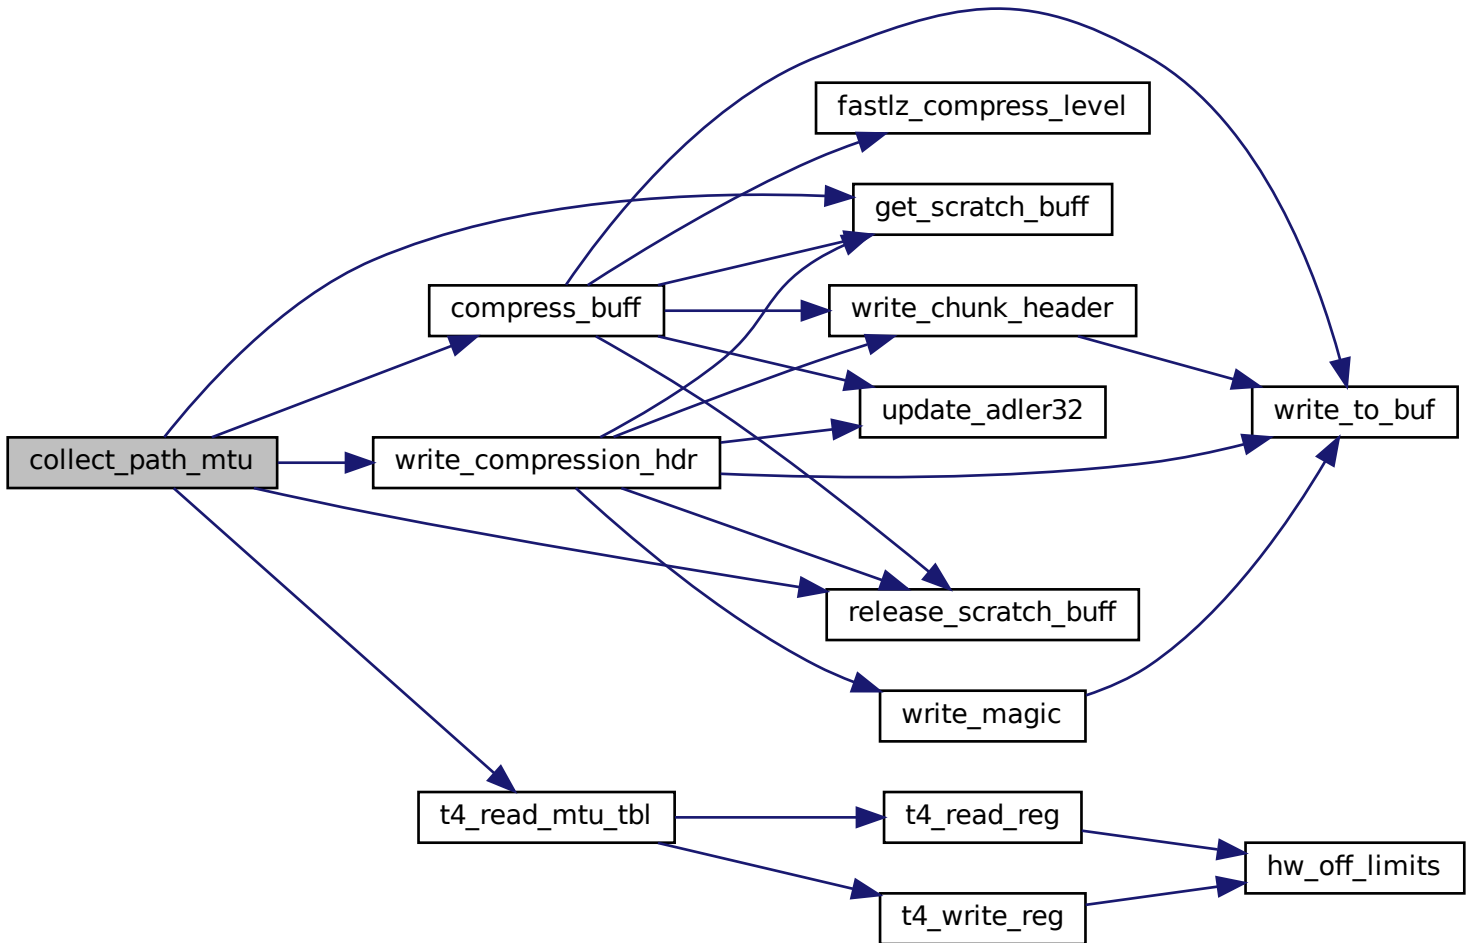 fastlz_compress_level
get_scratch_buff
compress_buff
write_chunk_header
update_adler32
write_to_buf
collect_path_mtu
write_compression_hdr
release_scratch_buff
write_magic
t4_read_mtu_tbl
t4_read_reg
hw_off_limits
t4_write_reg